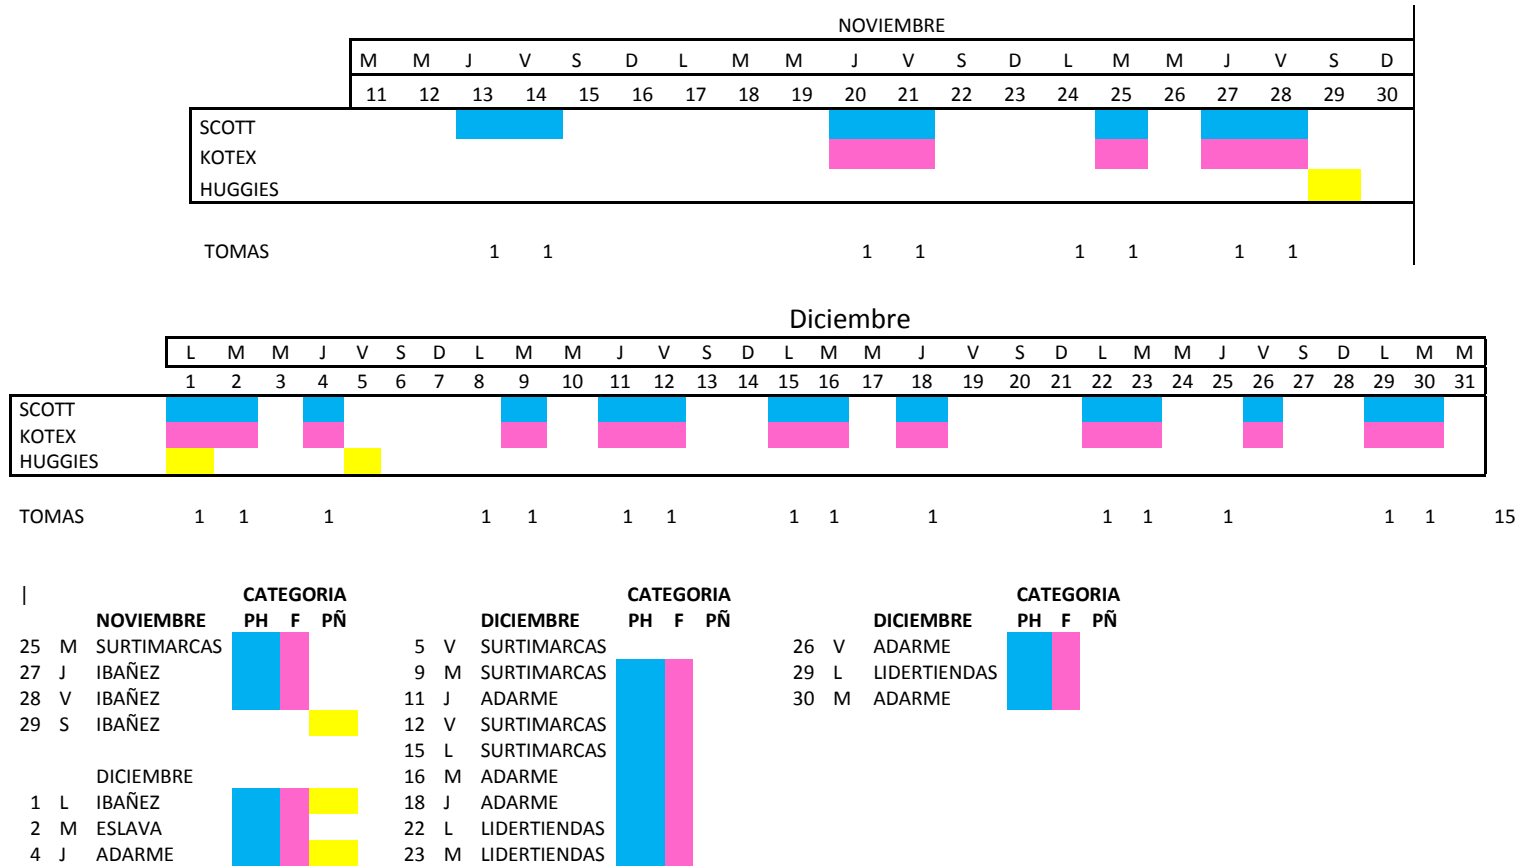 NOVIEMBRE
M M J V S D L M M J V S D L M M J V S D
11 12 13 14 15 16 17 18 19 20 21 22 23 24 25 26 27 28 29 30
SCOTT
KOTEX
HUGGIES
TOMAS 1 1 1 1 1 1 1 1
Diciembre
L M M J V S D L M M J V S D L M M J V S D L M M J V S D L M M
1 2 3 4 5 6 7 8 9 10 11 12 13 14 15 16 17 18 19 20 21 22 23 24 25 26 27 28 29 30 31
SCOTT
KOTEX
HUGGIES
TOMAS 1 1 1 1 1 1 1 1 1 1 1 1 1 1 1 15
| CATEGORIA CATEGORIA CATEGORIA
NOVIEMBRE PH F PÑ DICIEMBRE PH F PÑ DICIEMBRE PH F PÑ
25 M SURTIMARCAS 5 V SURTIMARCAS 26 V ADARME
27 J IBAÑEZ 9 M SURTIMARCAS 29 L LIDERTIENDAS
28 V IBAÑEZ 11 J ADARME 30 M ADARME
29 S IBAÑEZ 12 V SURTIMARCAS
15 L SURTIMARCAS
DICIEMBRE 16 M ADARME
1 L IBAÑEZ 18 J ADARME
2 M ESLAVA 22 L LIDERTIENDAS
4 J ADARME 23 M LIDERTIENDAS